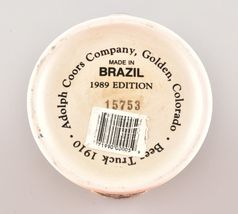 Adolph Coors Company, Golden, Colorado • Beer Truck 1910 •
MADE IN
BRAZIL
1989 EDITION
15753